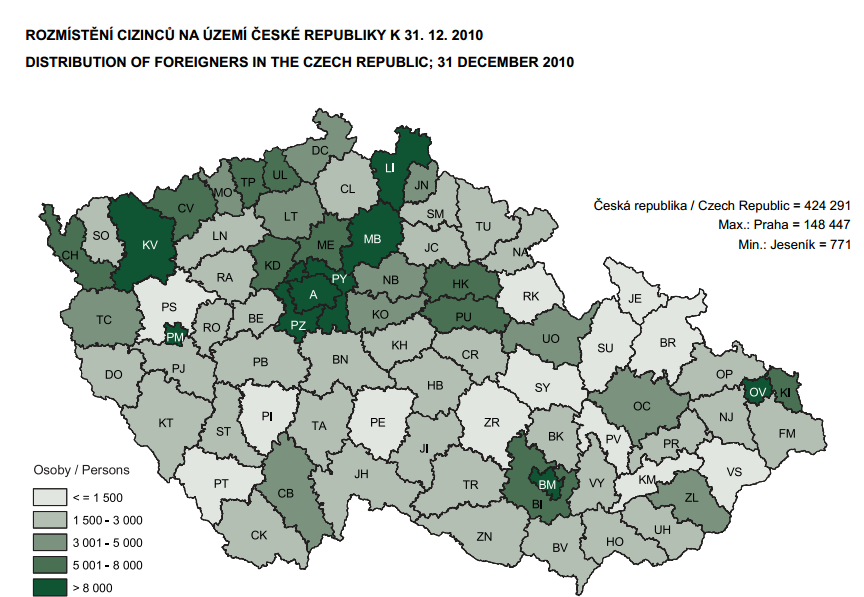 ROZMÍSTĚNÍ CIZINCŮ NA ÚZEMÍ ČESKÉ REPUBLIKY K 31. 12. 2010
DISTRIBUTION OF FOREIGNERS IN THE CZECH REPUBLIC; 31 DECEMBER 2010
DC
LI
TP
UL
MO
CL
JN
CV
LT
SM
TU
SO
KV
LN
ME
MB
JC
NA
CH
RA
KD
PY
NB
HK
RK
JE
A
TC
PS
RO
BE
PZ
KO
PU
PM
UO
SU
BR
KH
CR
DO
PJ
PB
BN
OP
HB
SY
OV
KI
OC
NJ
KT
ST
PI
TA
PE
ZR
BK
PV
PR
FM
JI
VS
PT
CB
JH
TR
BM
VY
KM
BI
ZL
CK
ZN
BV
HO
UH
Česká republika / Czech Republic = 424 291
Max.: Praha = 148 447
Min.: Jeseník = 771
Osoby / Persons
< = 1 500
1 500 - 3 000
3 001 - 5 000
5 001 - 8 000
> 8 000